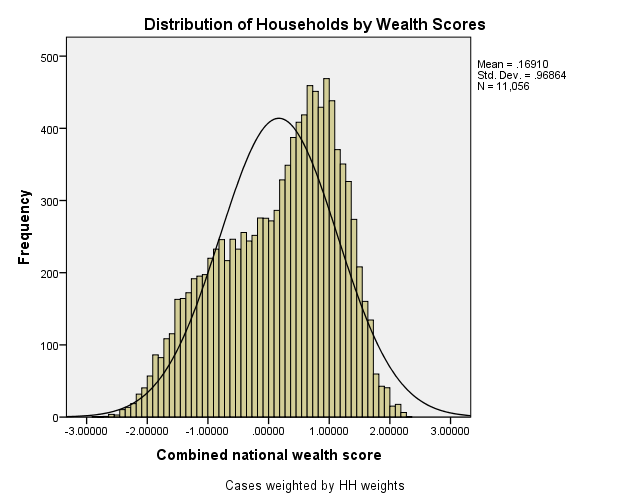 Distribution of Households by Wealth Scores
Mean = .16910
Std. Dev. = .96864
N = 11,056
500
400
300
200
100
0
Frequency
-3.00000 -2.00000 -1.00000 .00000 1.00000 2.00000 3.00000
Combined national wealth score
Cases weighted by HH weights